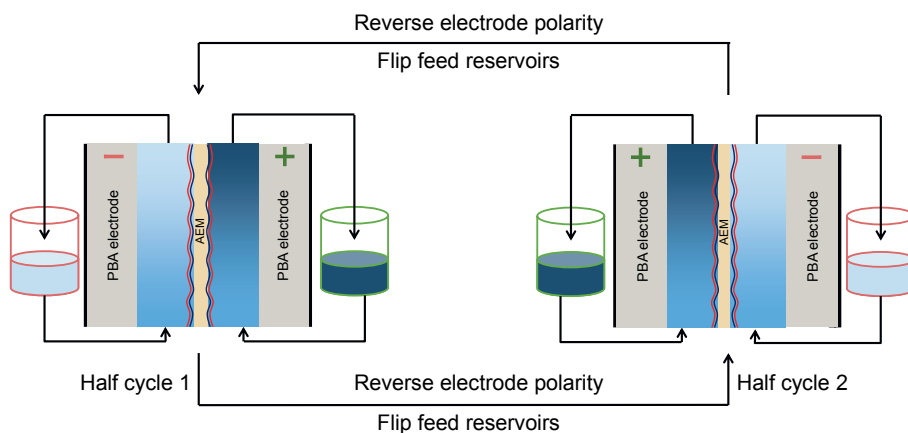 Reverse electrode polarity
Flip feed reservoirs
− +
PBA electrode
AEM
PBA electrode
+ −
PBA electrode
AEM
PBA electrode
Half cycle 1
Reverse electrode polarity
Half cycle 2
Flip feed reservoirs